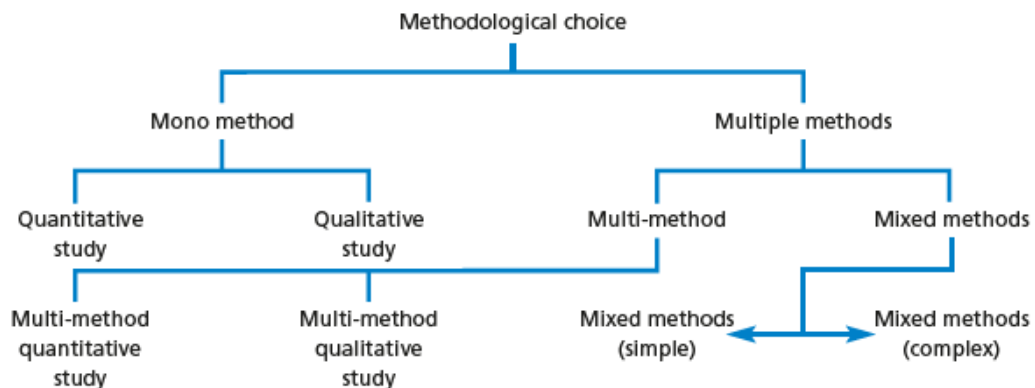 Methodological choice
Mono method
Multiple methods
Quantitative
study
Qualitative
study
Multi-method
Mixed methods
Multi-method
quantitative
study
Multi-method
qualitative
study
Mixed methods
(simple)
Mixed methods
(complex)